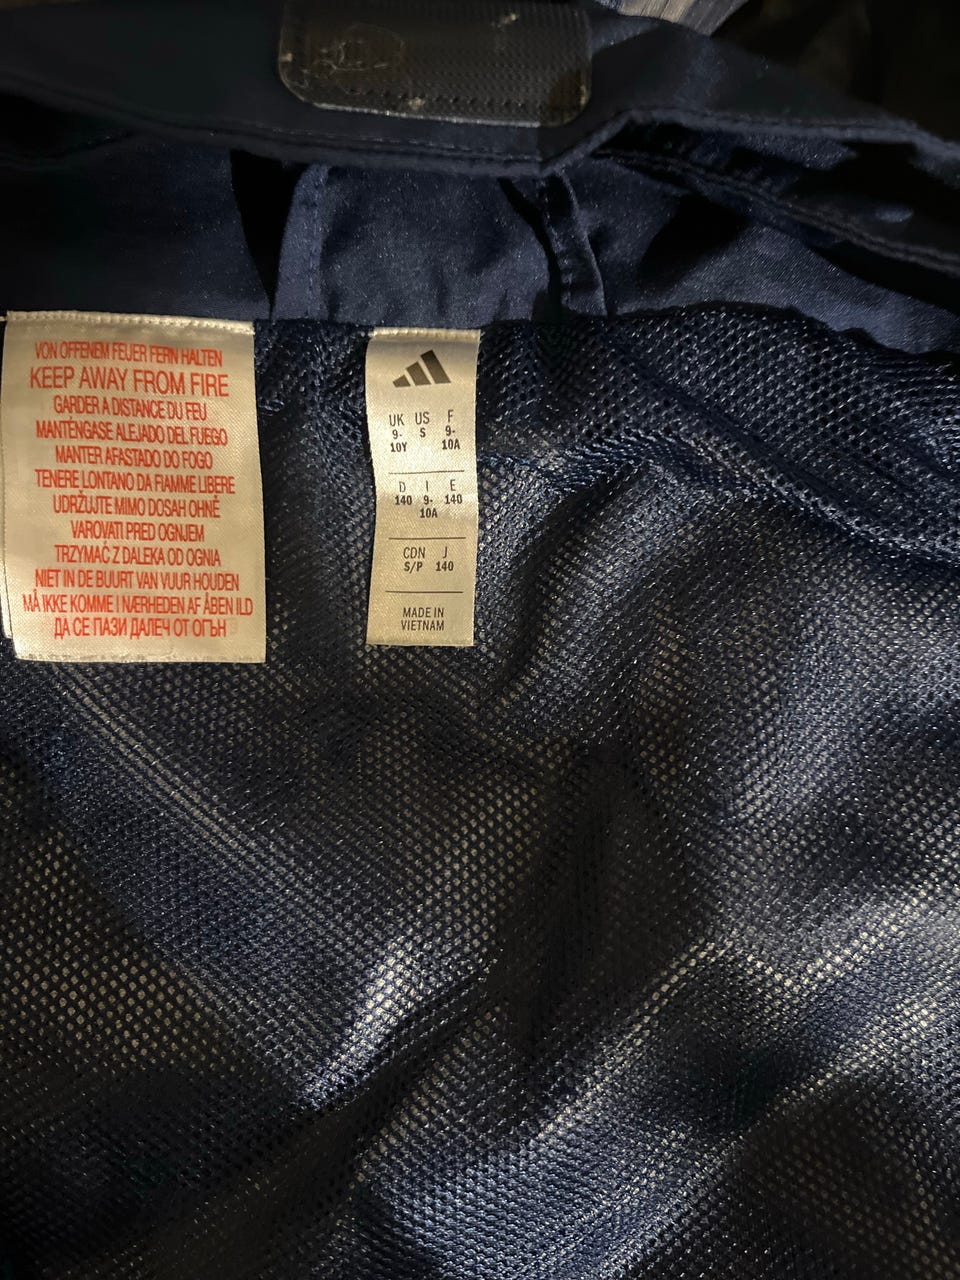 VON OFFENEM FEUER FERN HALTEN
KEEP AWAY FROM FIRE
GARDER A DISTANCE DU FEU
MANTÉNGASE ALEJADO DEL FUEGO
MANTER AFASTADO DO FOGO
TENERE LONTANO DA FIAMME LIBERE
UDRŽUJTE MIMO DOSAH OHNĚ
VAROVATI PRED OGNJEM
TRZYMAĆ Z DALEKA OD OGNIA
NIET IN DE BUURT VAN VUUR HOUDEN
MÅ IKKE KOMME I NÆRHEDEN AF ÅBEN ILD
ДА СЕ ПАЗИ ДАЛЕЧ ОТ ОГЪН
UK US F
9- S 9-
10Y 10A
D I E
140 9- 140
10A
CDN J
S/P 140
MADE IN
VIETNAM